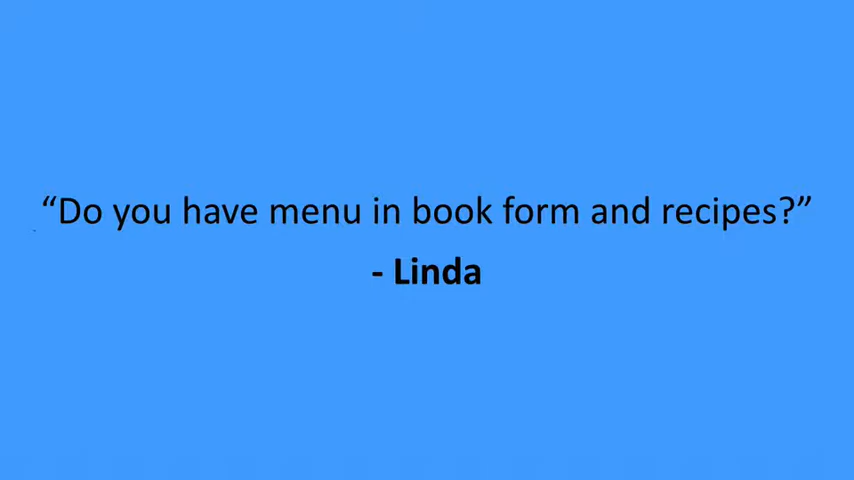 “Do you have menu in book form and recipes?”
- Linda